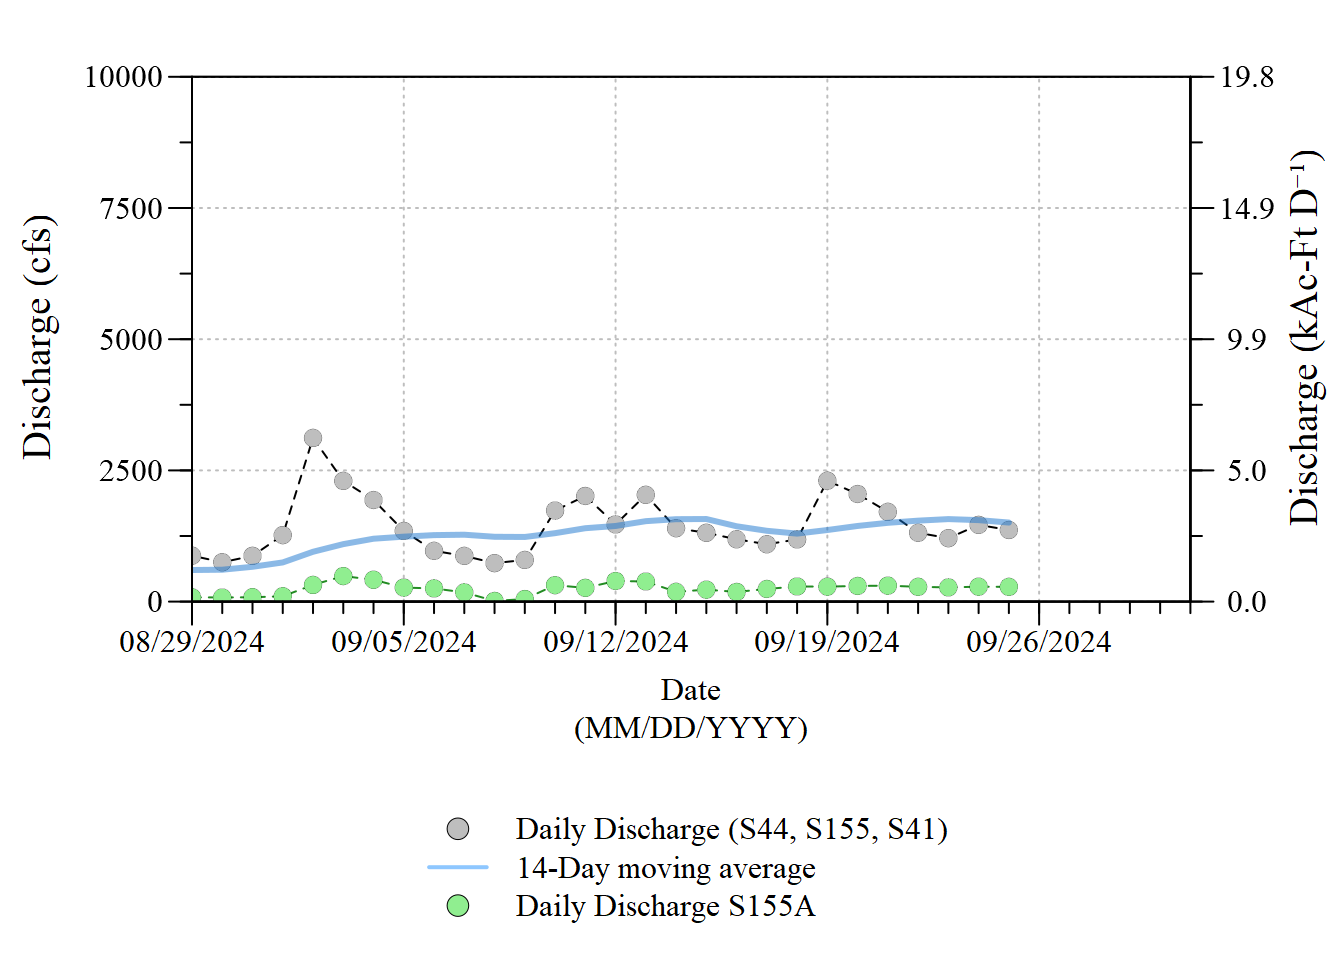 10000
7500
5000
2500
0
Discharge (cfs)
19.8
14.9
9.9
5.0
0.0
Discharge (kAc-Ft D⁻¹)
08/29/2024 09/05/2024 09/12/2024 09/19/2024 09/26/2024
Date
(MM/DD/YYYY)
Daily Discharge (S44, S155, S41)
14-Day moving average
Daily Discharge S155A